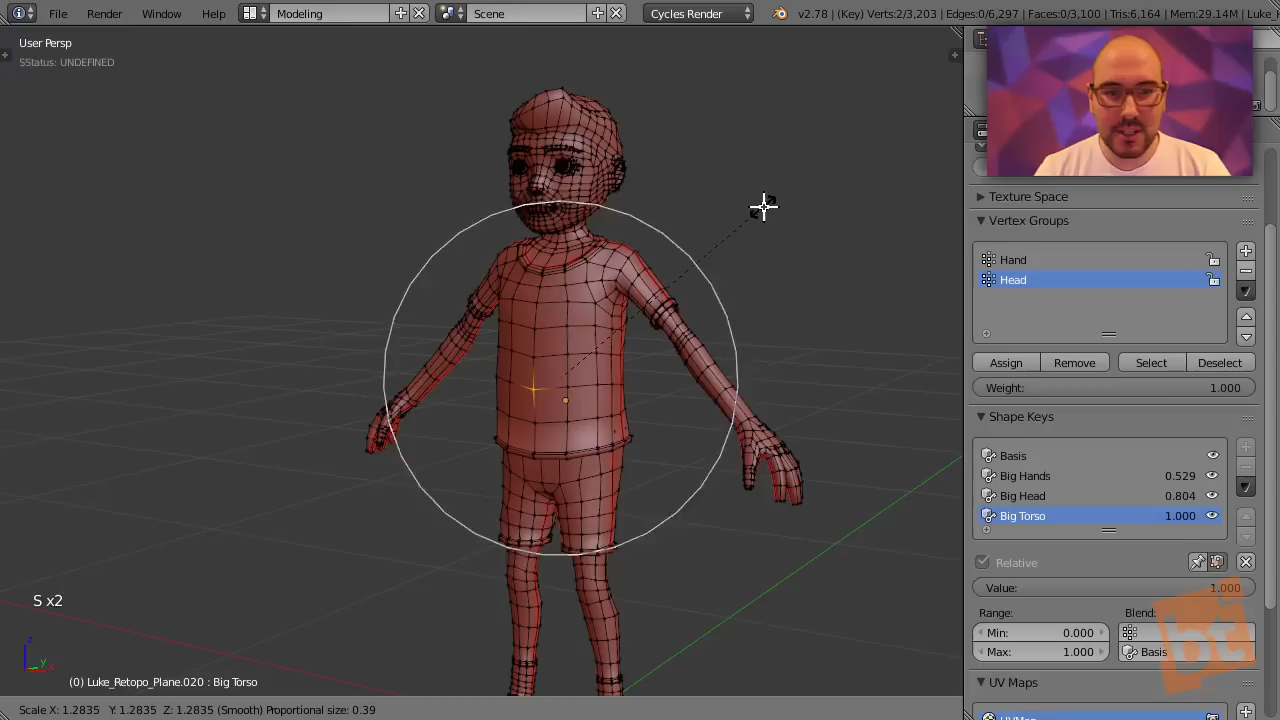 File Render Window Help Modeling Scene Cycles Render v2.78 | (Key) Verts:2/3,203 | Edges:0/6,297 | Faces:0/3,100 | Tris:6,164 | Mem:29.14M | Luke_
User Persp
SStatus: UNDEFINED
Texture Space
Vertex Groups
Hand
Head
Assign Remove Select Deselect
Weight: 1.000
Shape Keys
Basis
Big Hands 0.529
Big Head 0.804
Big Torso 1.000
Relative
Value: 1.000
Range: Blend:
Min: 0.000
Max: 1.000 Basis
UV Maps
UVMap
S x2
z
y
x
(0) Luke_Retopo_Plane.020 : Big Torso
Scale X: 1.2835 Y: 1.2835 Z: 1.2835 (Smooth) Proportional size: 0.39
bt